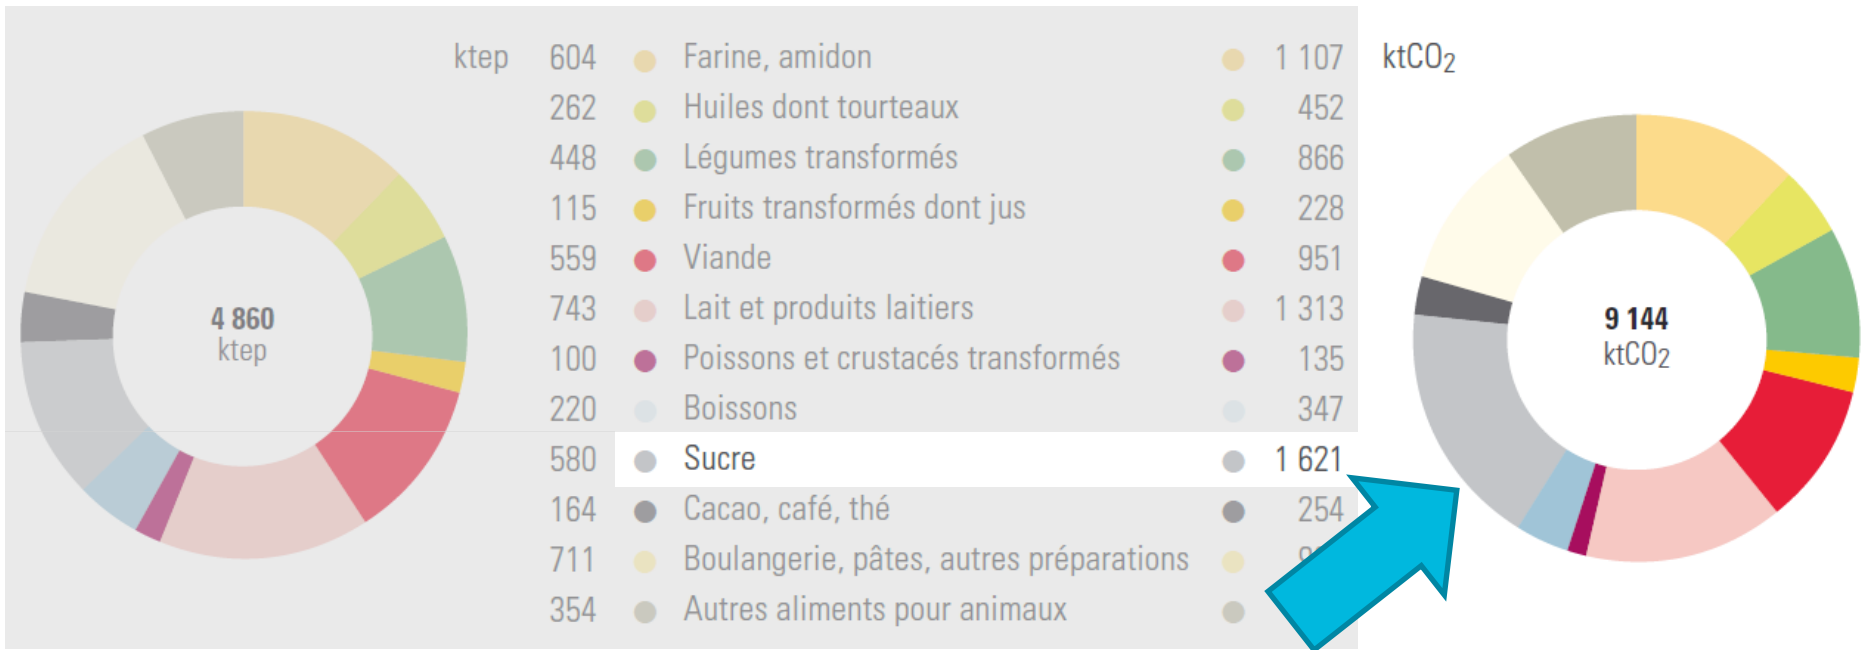 ktep 604 Farine, amidon 1 107 ktCO2
262 Huiles dont tourteaux 452
448 Légumes transformés 866
115 Fruits transformés dont jus 228
559 Viande 951
743 Lait et produits laitiers 1 313
100 Poissons et crustacés transformés 135
220 Boissons 347
580 Sucre 1 621
164 Cacao, café, thé 254
711 Boulangerie, pâtes, autres préparations
354 Autres aliments pour animaux
4 860
ktep
9 144
ktCO2